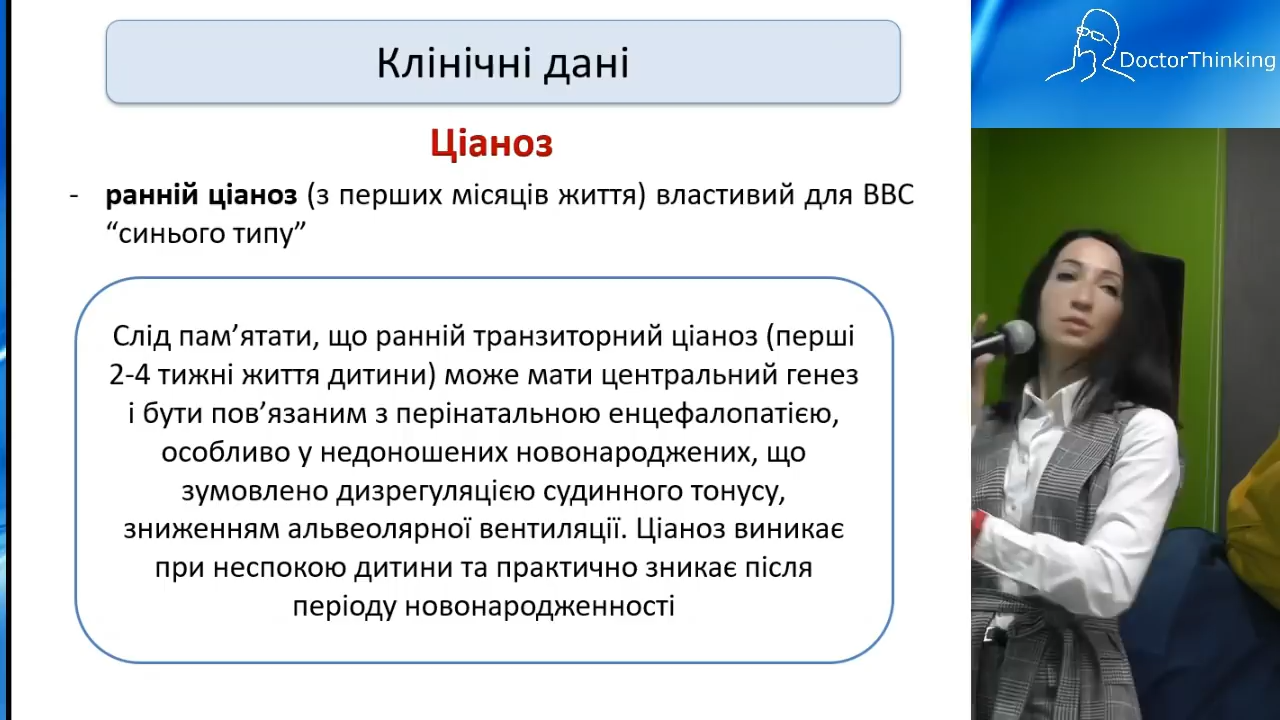 Клінічні дані
DoctorThinking
Ціаноз
- ранній ціаноз (з перших місяців життя) властивий для ВВС
“синього типу”
Слід пам’ятати, що ранній транзиторний ціаноз (перші
2-4 тижні життя дитини) може мати центральний генез
і бути пов’язаним з перінатальною енцефалопатією,
особливо у недоношених новонароджених, що
зумовлено дизрегуляцією судинного тонусу,
зниженням альвеолярної вентиляції. Ціаноз виникає
при неспокою дитини та практично зникає після
періоду новонародженності